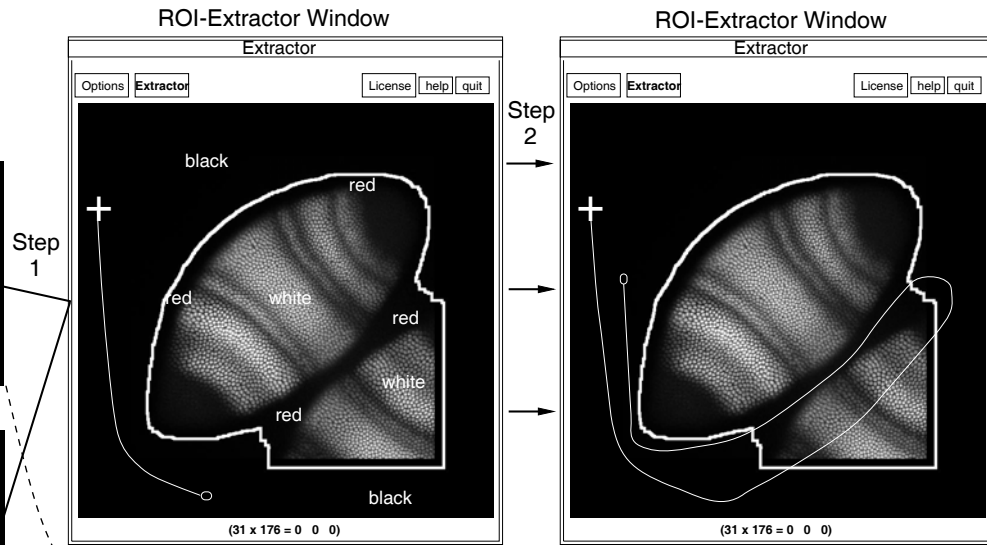 ROI-Extractor Window
Extractor
Options Extractor License help quit
black
red
red
white
red
white
red
black
(31 x 176 = 0 0 0)
Step
1
Step
2
ROI-Extractor Window
Extractor
Options Extractor License help quit
(31 x 176 = 0 0 0)